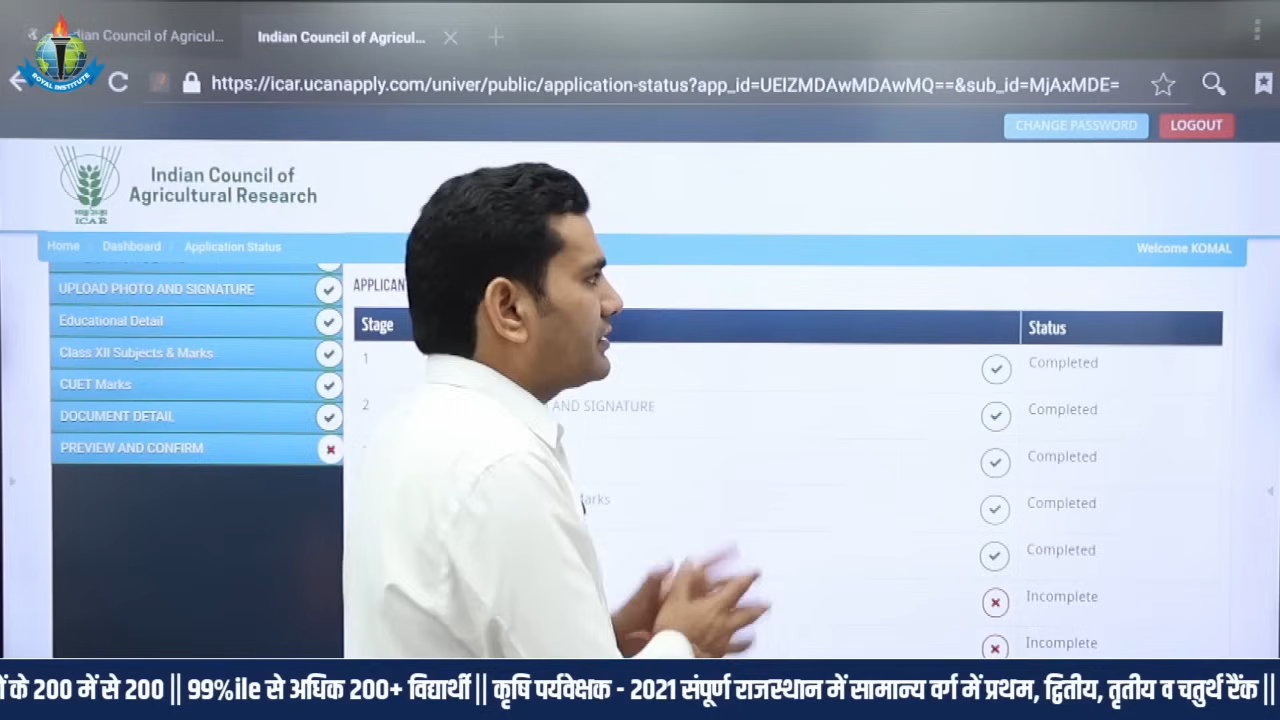 dian Council of Agricul...
Indian Council of Agricul...
ROYAL INSTITUTE
https://icar.ucanapply.com/univer/public/application-status?app_id=UElZMDAwMDAwMQ==&sub_id=MjAxMDE=
CHANGE PASSWORD
LOGOUT
Indian Council of
Agricultural Research
ICAR
Home
Dashboard
Application Status
Welcome KOMAL
UPLOAD PHOTO AND SIGNATURE
Educational Detail
Class XII Subjects & Marks
CUET Marks
DOCUMENT DETAIL
PREVIEW AND CONFIRM
APPLICAN
Stage
Status
1
Completed
2
AND SIGNATURE
Completed
Completed
Marks
Completed
Completed
Incomplete
Incomplete
के 200 में से 200 || 99%ile से अधिक 200+ विद्यार्थी || कृषि पर्यवेक्षक - 2021 संपूर्ण राजस्थान में सामान्य वर्ग में प्रथम, द्वितीय, तृतीय व चतुर्थ रैंक ||